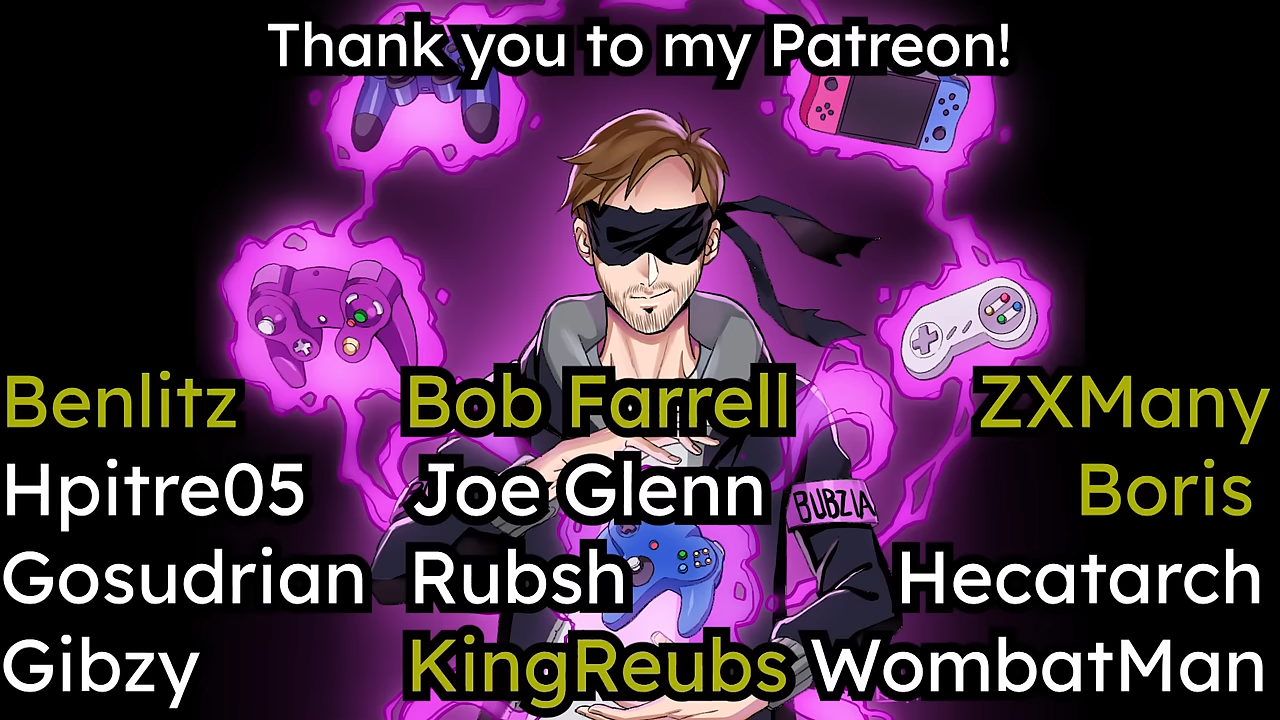 Thank you to my Patreon!
Benlitz Bob Farrell ZXMany
Hpitre05 Joe Glenn Boris
BUBZIA
Gosudrian Rubsh Hecatarch
Gibzy KingReubs WombatMan